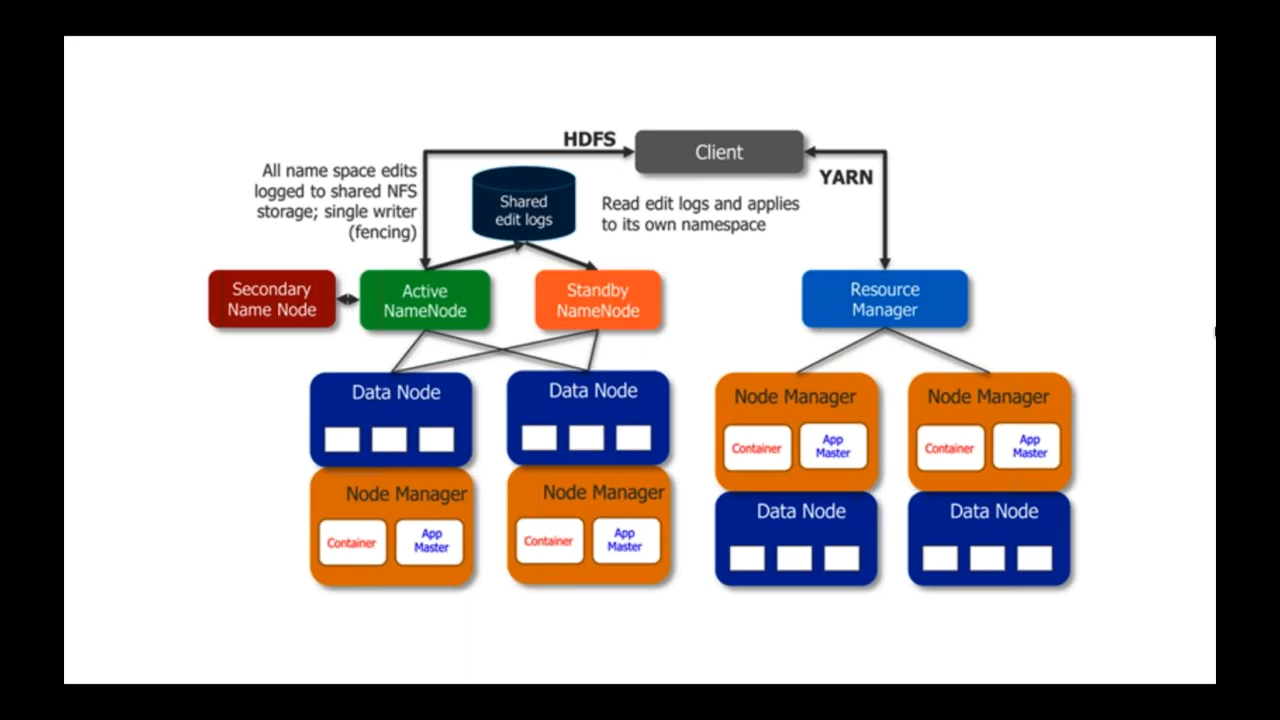 HDFS
Client
YARN
All name space edits
logged to shared NFS
storage; single writer
(fencing)
Shared
edit logs
Read edit logs and applies
to its own namespace
Secondary
Name Node
Active
NameNode
Standby
NameNode
Resource
Manager
Data Node
Data Node
Node Manager
Container
App
Master
Node Manager
Container
App
Master
Node Manager
Container
App
Master
Node Manager
Container
App
Master
Data Node
Data Node